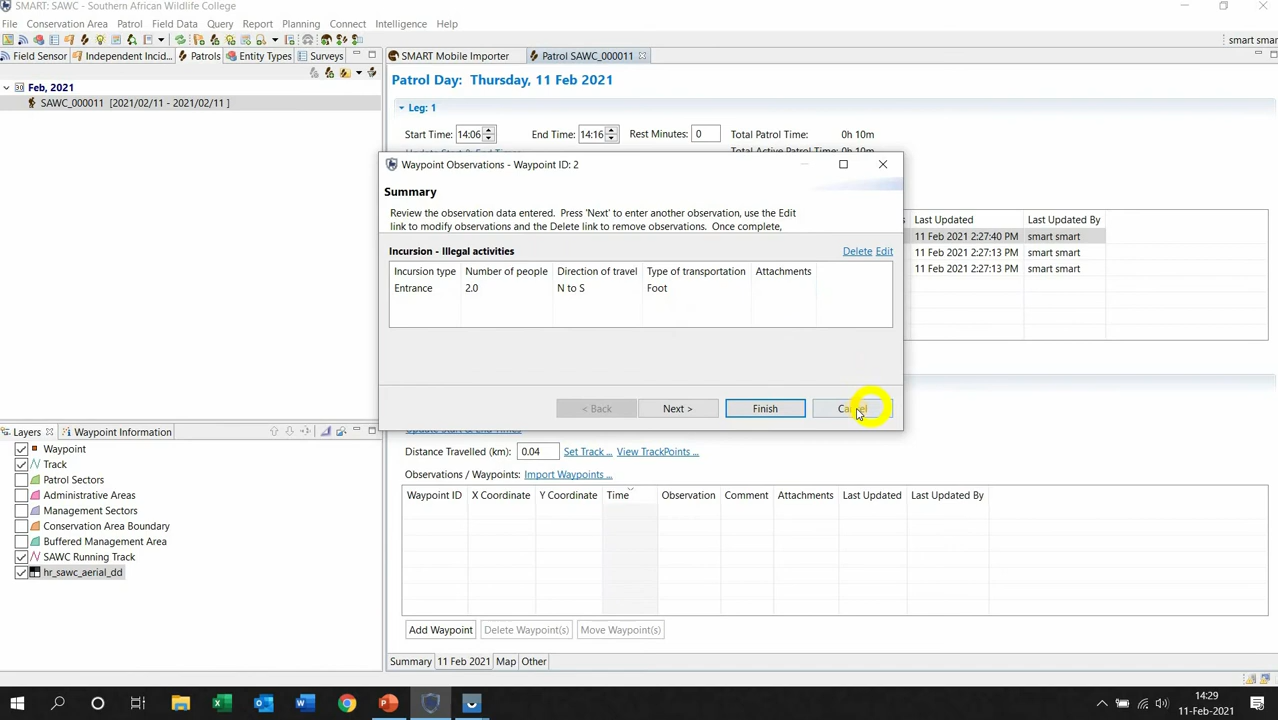 SMART: SAWC - Southern African Wildlife College
File Conservation Area Patrol Field Data Query Report Planning Connect Intelligence Help
smart smar
Field Sensor Independent Incid... Patrols Entity Types Surveys
SMART Mobile Importer Patrol SAWC_000011
Feb, 2021
SAWC_000011 [2021/02/11 - 2021/02/11 ]
Patrol Day: Thursday, 11 Feb 2021
Leg: 1
Start Time: 14:06 End Time: 14:16 Rest Minutes: 0 Total Patrol Time: 0h 10m
Waypoint Observations - Waypoint ID: 2
Summary
Review the observation data entered. Press 'Next' to enter another observation, use the Edit
link to modify observations and the Delete link to remove observations. Once complete,
Incursion - Illegal activities Delete Edit
Incursion type Number of people Direction of travel Type of transportation Attachments
Entrance 2.0 N to S Foot
< Back Next > Finish
Last Updated Last Updated By
11 Feb 2021 2:27:40 PM smart smart
11 Feb 2021 2:27:13 PM smart smart
11 Feb 2021 2:27:13 PM smart smart
Distance Travelled (km): 0.04 Set Track ... View TrackPoints ...
Observations / Waypoints: Import Waypoints ...
Waypoint ID X Coordinate Y Coordinate Time Observation Comment Attachments Last Updated Last Updated By
Add Waypoint Delete Waypoint(s) Move Waypoint(s)
Summary 11 Feb 2021 Map Other
Layers Waypoint Information
Waypoint
Track
Patrol Sectors
Administrative Areas
Management Sectors
Conservation Area Boundary
Buffered Management Area
SAWC Running Track
hr_sawc_aerial_dd
14:29
11-Feb-2021